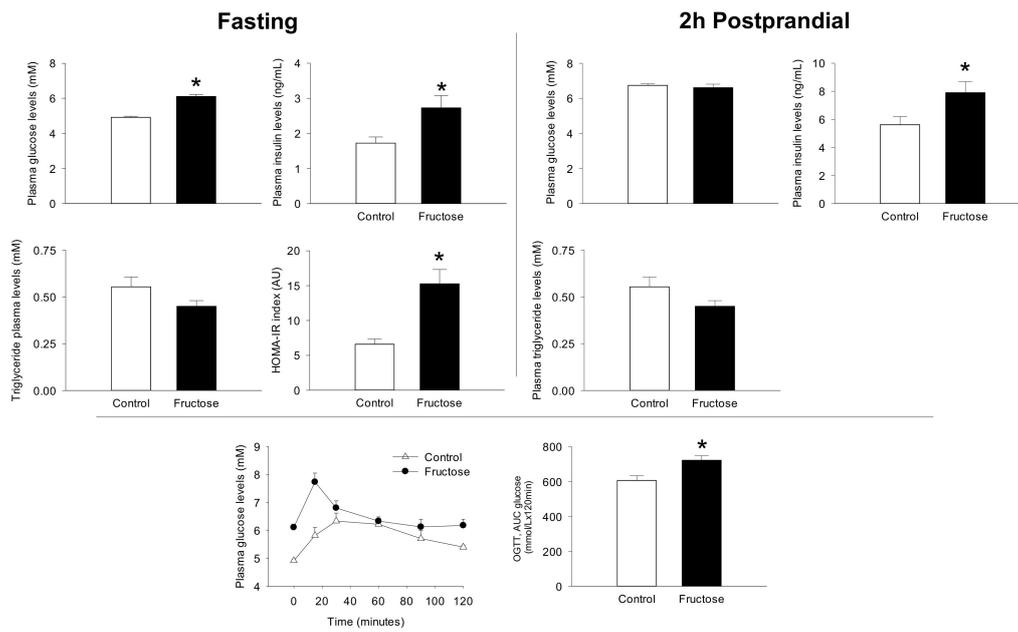 Fasting
2h Postprandial
Plasma glucose levels (mM)
8
6
4
2
0
*
Plasma insulin levels (ng/mL)
4
3
2
1
0
*
Control
Fructose
Plasma glucose levels (mM)
8
6
4
2
0
Plasma insulin levels (ng/mL)
10
8
6
4
2
0
*
Control
Fructose
Triglyceride plasma levels (mM)
0.75
0.50
0.25
0.00
Control
Fructose
HOMA-IR index (AU)
20
15
10
5
0
*
Control
Fructose
Plasma triglyceride levels (mM)
0.75
0.50
0.25
0.00
Control
Fructose
Plasma glucose levels (mM)
9
8
7
6
5
4
Control
Fructose
0 20 40 60 80 100 120
Time (minutes)
OGTT, AUC glucose
(mmol/Lx120min)
800
600
400
200
0
*
Control
Fructose